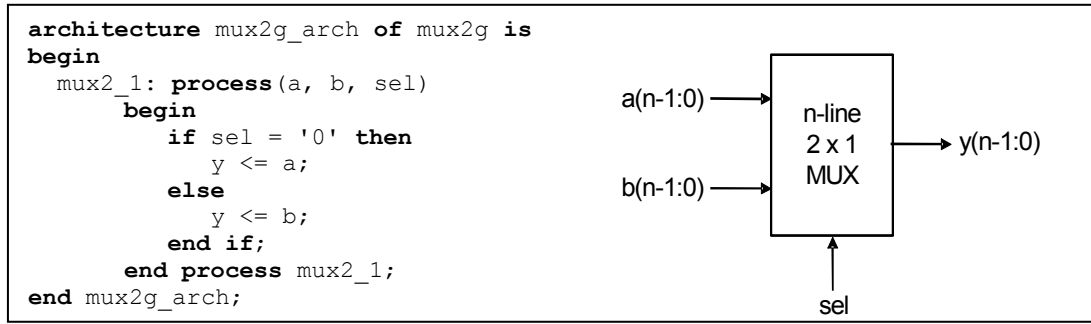 architecture mux2g_arch of mux2g is
begin
mux2_1: process(a, b, sel)
begin
if sel = '0' then
y <= a;
else
y <= b;
end if;
end process mux2_1;
end mux2g_arch;
a(n-1:0)
b(n-1:0)
n-line
2 x 1
MUX
y(n-1:0)
sel